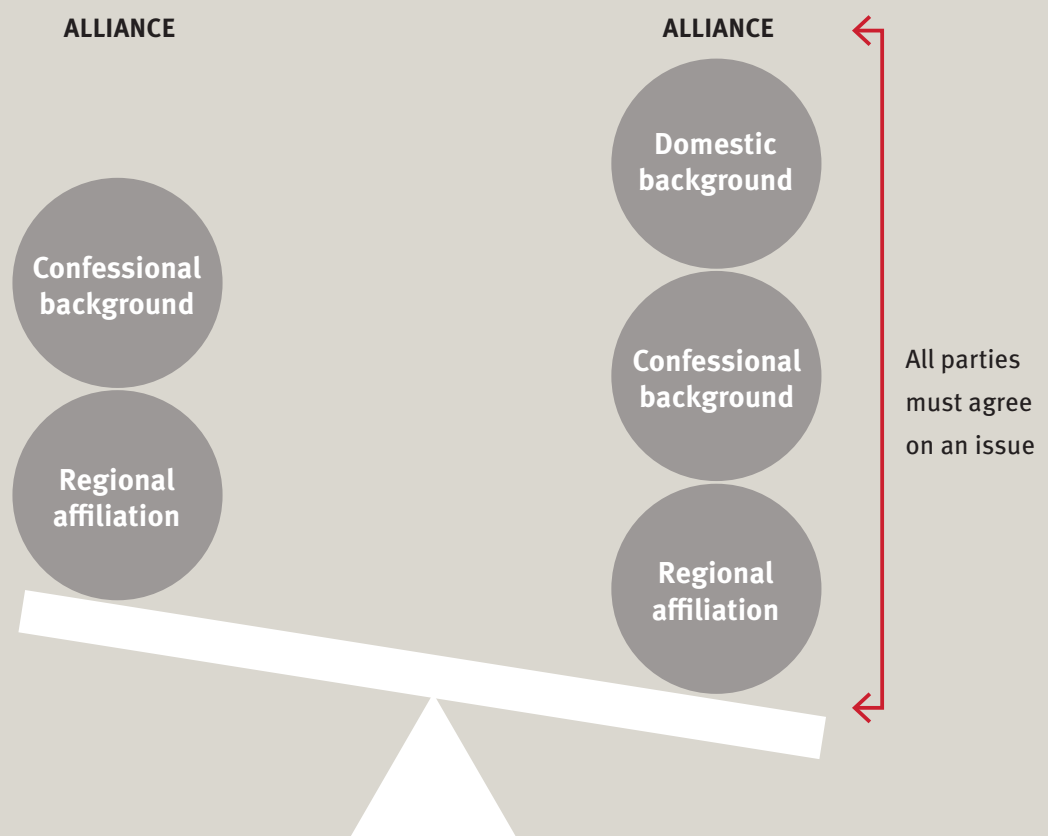 ALLIANCE
Confessional
background
Regional
affiliation
ALLIANCE
Domestic
background
Confessional
background
Regional
affiliation
All parties
must agree
on an issue